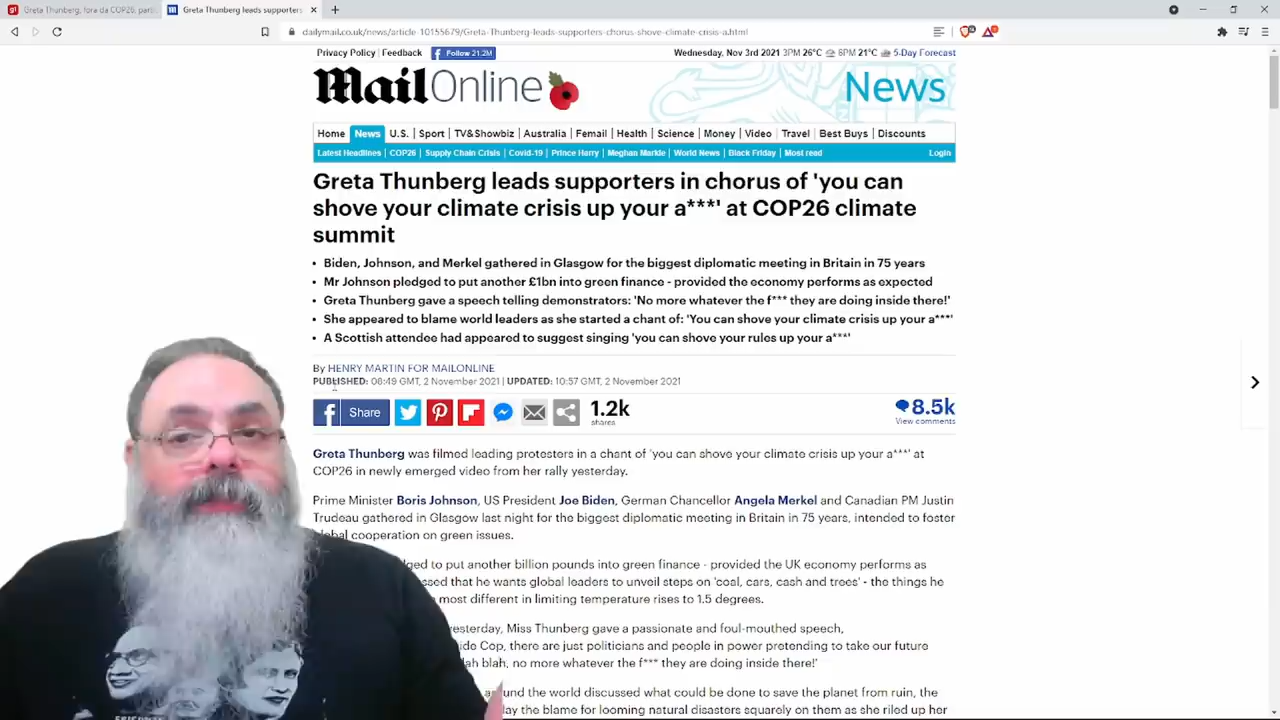 Greta Thunberg, fora da COP26, parti
Greta Thunberg leads supporters
dailymail.co.uk/news/article-10155679/Greta-Thunberg-leads-supporters-chorus-shove-climate-crisis-a.html
Privacy Policy | Feedback
Follow 21.2M
Wednesday, Nov 3rd 2021 3PM 26°C 6PM 21°C 5-Day Forecast
MailOnline
News
Home News U.S. | Sport | TV&Showbiz | Australia | Femail | Health | Science | Money | Video | Travel | Best Buys | Discounts
Latest Headlines | COP26 | Supply Chain Crisis | Covid-19 | Prince Harry | Meghan Markle | World News | Black Friday | Most read
Login
Greta Thunberg leads supporters in chorus of 'you can
shove your climate crisis up your a***' at COP26 climate
summit
• Biden, Johnson, and Merkel gathered in Glasgow for the biggest diplomatic meeting in Britain in 75 years
• Mr Johnson pledged to put another £1bn into green finance - provided the economy performs as expected
• Greta Thunberg gave a speech telling demonstrators: 'No more whatever the f*** they are doing inside there!'
• She appeared to blame world leaders as she started a chant of: 'You can shove your climate crisis up your a***'
• A Scottish attendee had appeared to suggest singing 'you can shove your rules up your a***'
By HENRY MARTIN FOR MAILONLINE
PUBLISHED: 08:49 GMT, 2 November 2021 | UPDATED: 10:57 GMT, 2 November 2021
Share
1.2k
shares
8.5k
View comments
Greta Thunberg was filmed leading protesters in a chant of 'you can shove your climate crisis up your a***' at
COP26 in newly emerged video from her rally yesterday.
Prime Minister Boris Johnson, US President Joe Biden, German Chancellor Angela Merkel and Canadian PM Justin
Trudeau gathered in Glasgow last night for the biggest diplomatic meeting in Britain in 75 years, intended to foster
global cooperation on green issues.
ged to put another billion pounds into green finance - provided the UK economy performs as
ssed that he wants global leaders to unveil steps on 'coal, cars, cash and trees' - the things he
most different in limiting temperature rises to 1.5 degrees.
yesterday, Miss Thunberg gave a passionate and foul-mouthed speech,
ide Cop, there are just politicians and people in power pretending to take our future
lah blah, no more whatever the f*** they are doing inside there!'
around the world discussed what could be done to save the planet from ruin, the
lay the blame for looming natural disasters squarely on them as she riled up her